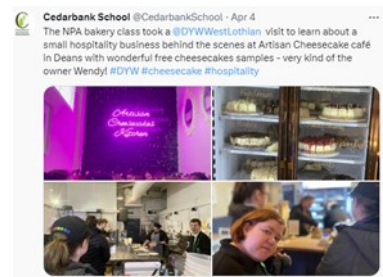 Cedarbank School @CedarbankSchool · Apr 4
The NPA bakery class took a @DYWWestLothian visit to learn about a
small hospitality business behind the scenes at Artisan Cheesecake café
in Deans with wonderful free cheesecakes samples - very kind of the
owner Wendy! #DYW #cheesecake #hospitality
Artisan
Cheesecakes
Kitchen